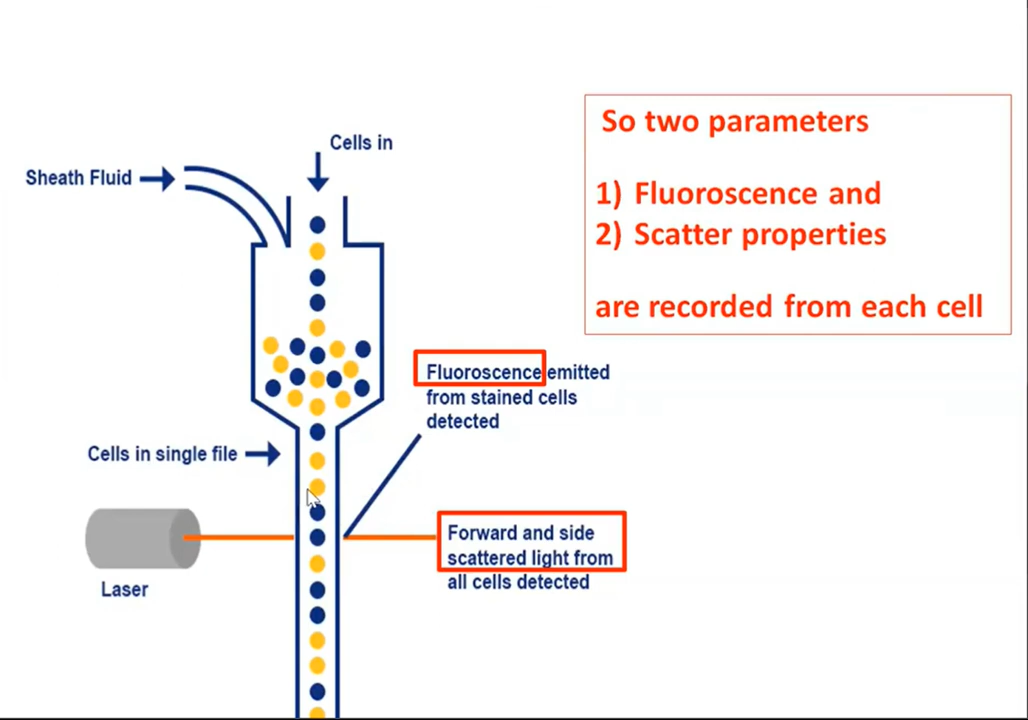 Cells in
Sheath Fluid
So two parameters
1) Fluoroscence and
2) Scatter properties
are recorded from each cell
Fluoroscence emitted
from stained cells
detected
Cells in single file
Forward and side
scattered light from
all cells detected
Laser